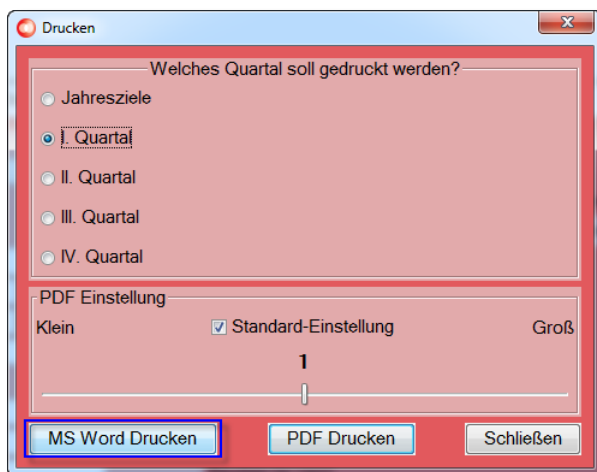 Drucken
Welches Quartal soll gedruckt werden?
Jahresziele
I. Quartal
II. Quartal
III. Quartal
IV. Quartal
PDF Einstellung
Klein Standard-Einstellung Groß
1
MS Word Drucken PDF Drucken Schließen